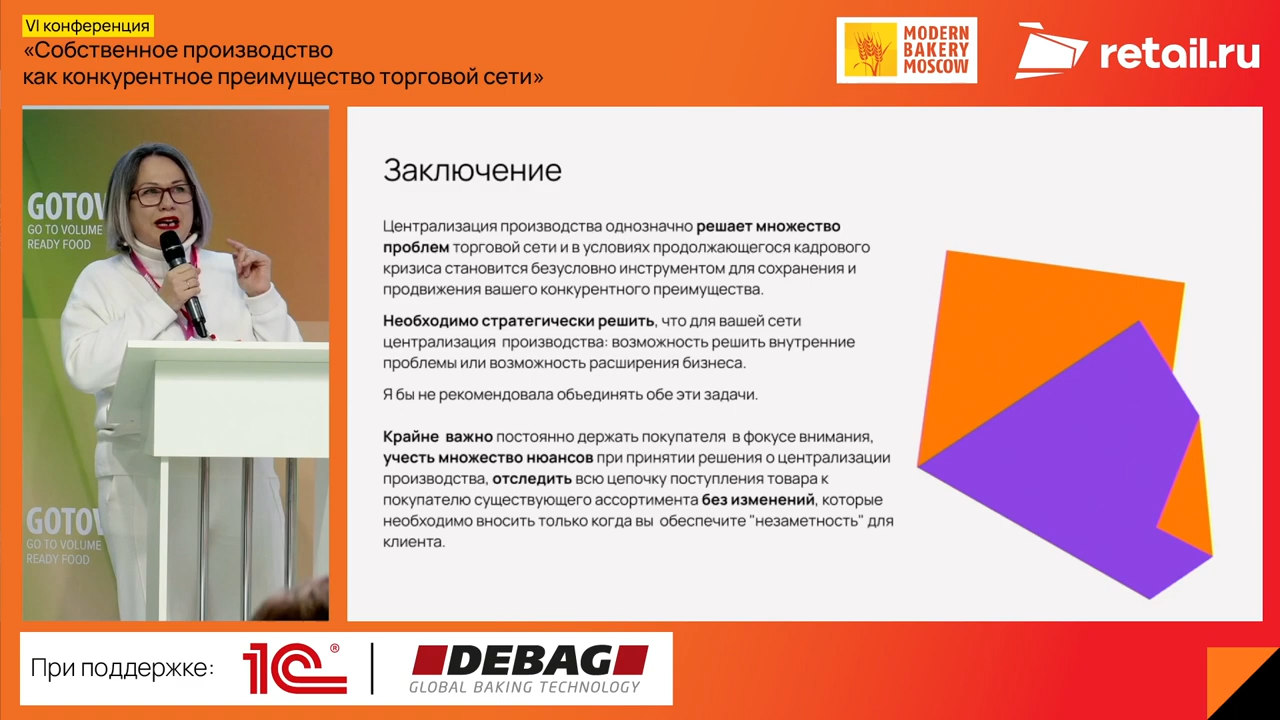 VI конференция
«Собственное производство
как конкурентное преимущество торговой сети»
MODERN
BAKERY
MOSCOW
retail.ru
GOTOV
GO TO VOLUME
READY FOOD
GOTOV
GO TO VOLUME
READY FOOD
Заключение
Централизация производства однозначно решает множество
проблем торговой сети и в условиях продолжающегося кадрового
кризиса становится безусловно инструментом для сохранения и
продвижения вашего конкурентного преимущества.
Необходимо стратегически решить, что для вашей сети
централизация производства: возможность решить внутренние
проблемы или возможность расширения бизнеса.
Я бы не рекомендовала объединять обе эти задачи.
Крайне важно постоянно держать покупателя в фокусе внимания,
учесть множество нюансов при принятии решения о централизации
производства, отследить всю цепочку поступления товара к
покупателю существующего ассортимента без изменений, которые
необходимо вносить только когда вы обеспечите "незаметность" для
клиента.
При поддержке:
1С®
DEBAG
GLOBAL BAKING TECHNOLOGY